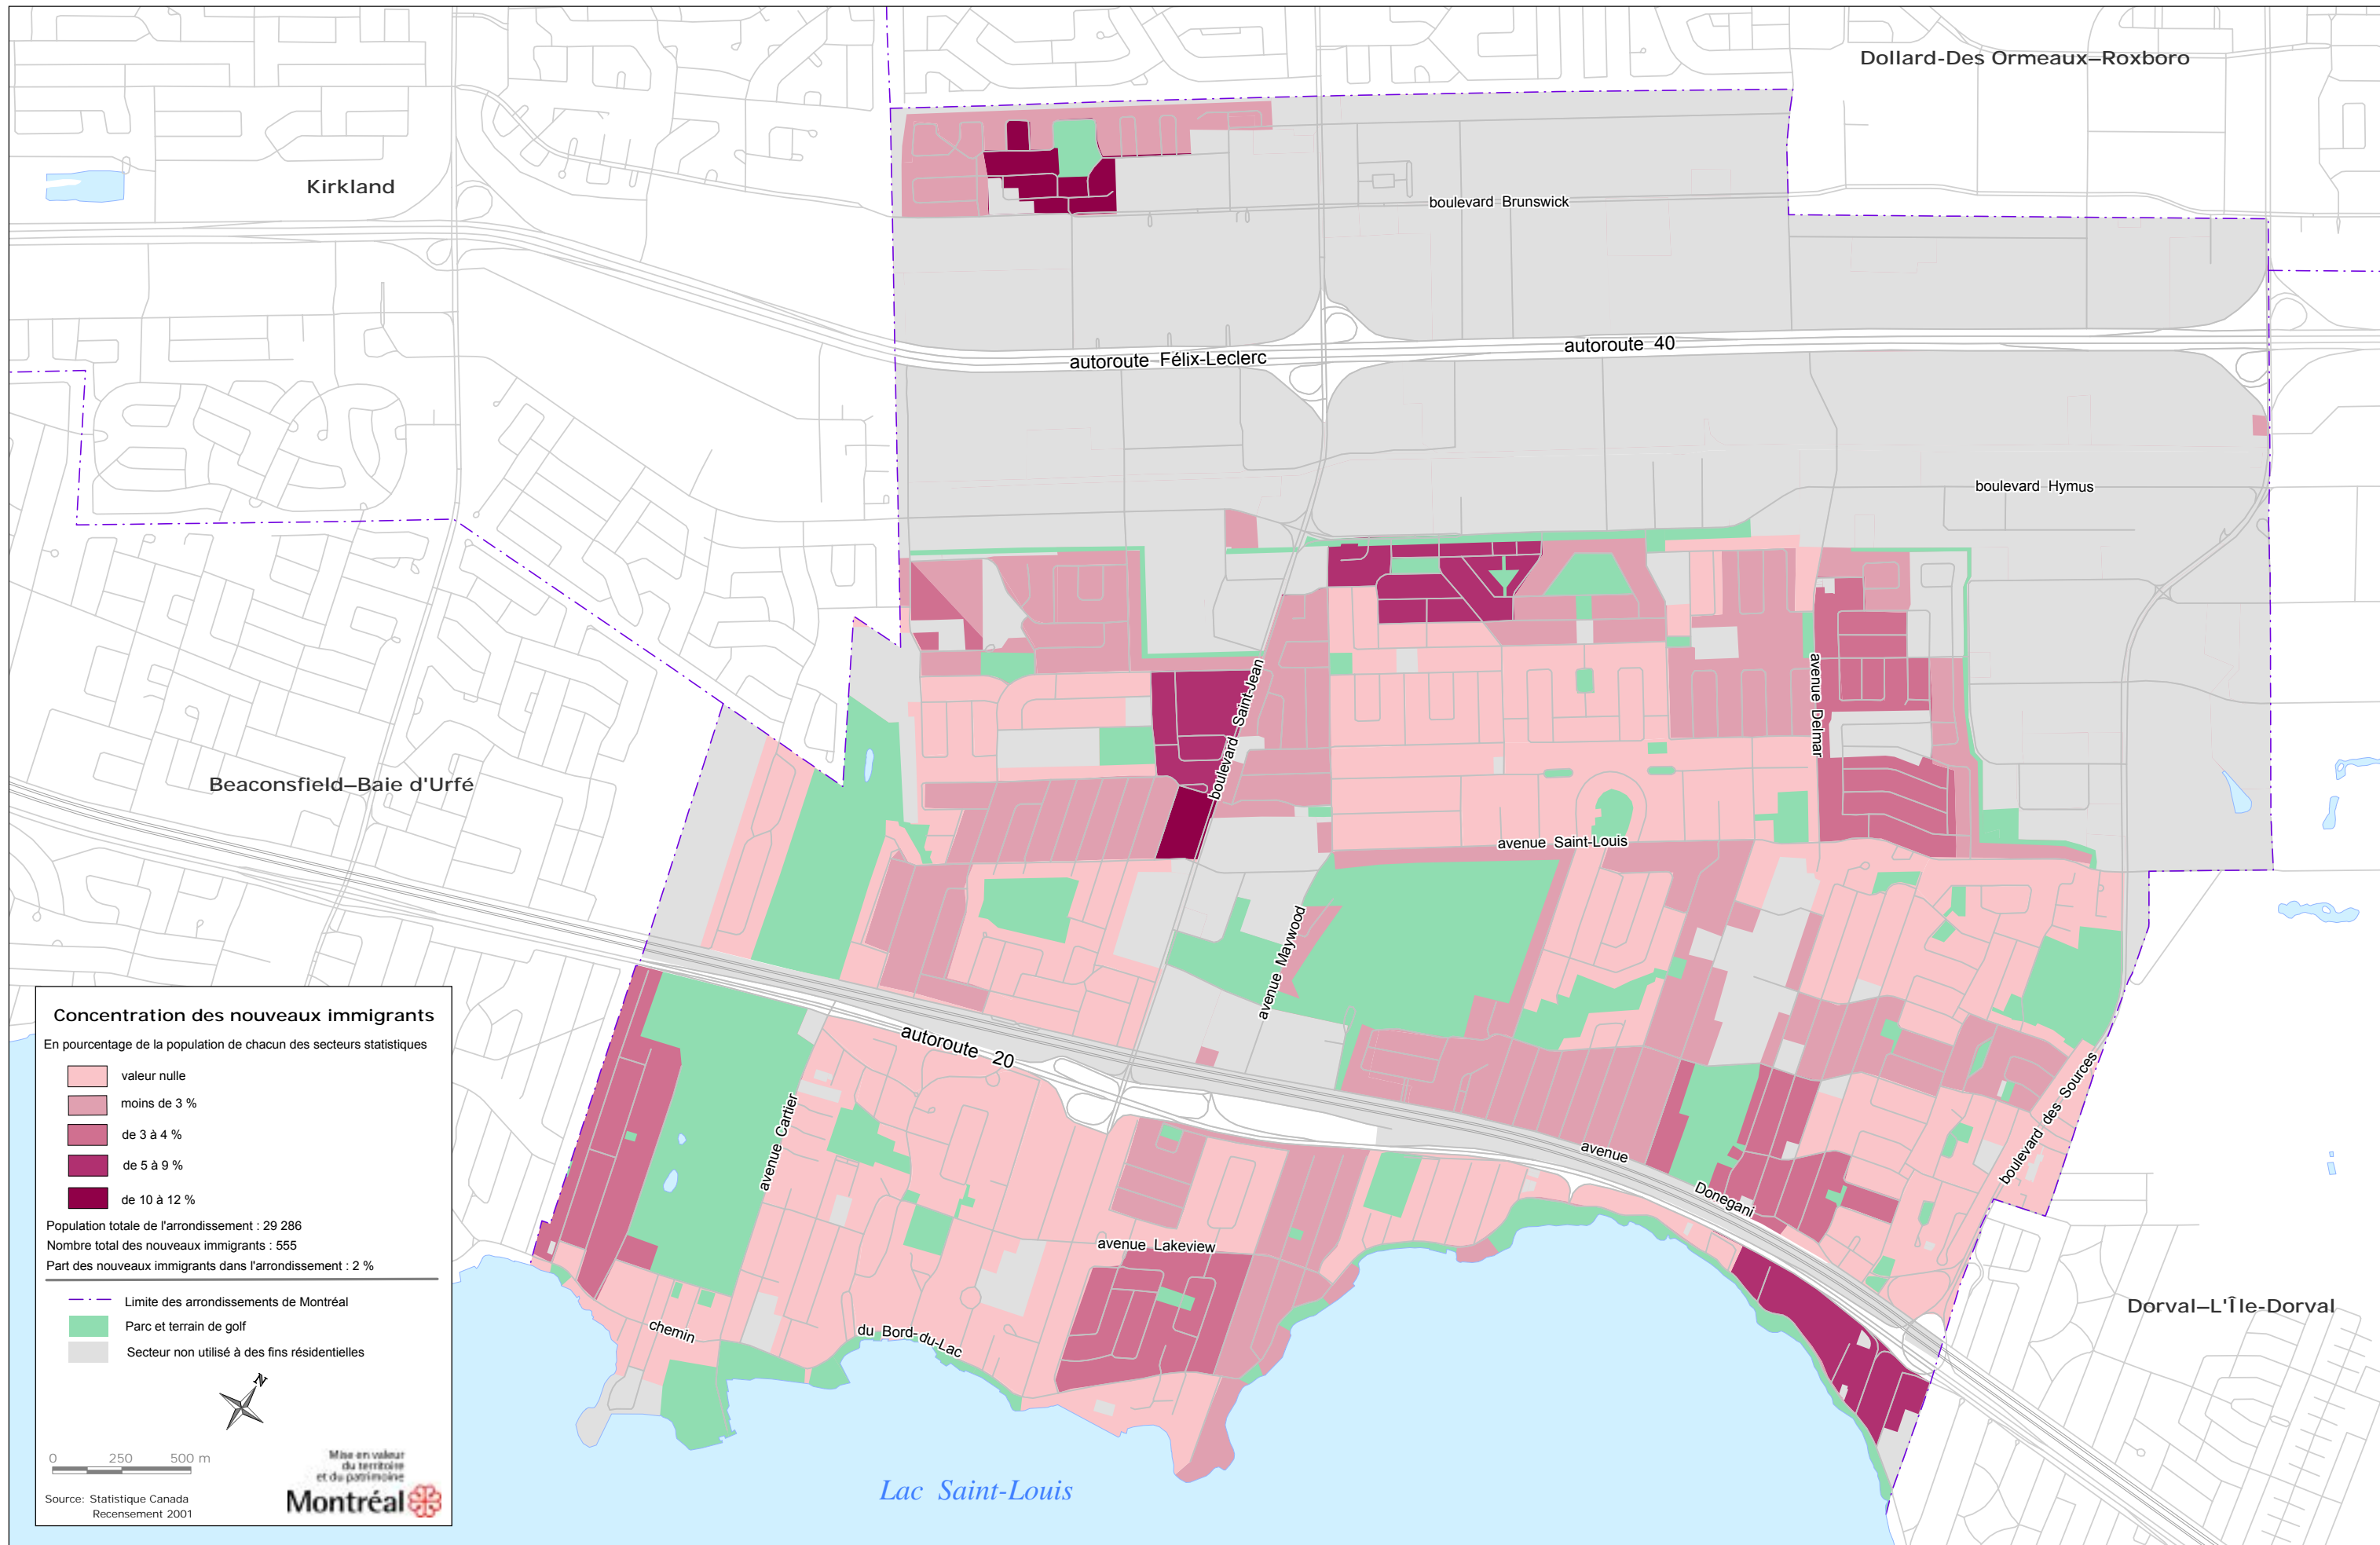 Dollard-Des Ormeaux–Roxboro
Kirkland
boulevard Brunswick
autoroute 40
autoroute Félix-Leclerc
boulevard Hymus
avenue Delmar
boulevard Saint-Jean
Beaconsfield–Baie d'Urfé
avenue Saint-Louis
avenue Maywood
autoroute 20
avenue Cartier
boulevard des Sources
avenue
Donegani
avenue Lakeview
chemin
du Bord-du-Lac
Dorval–L'Île-Dorval
Lac Saint-Louis
Concentration des nouveaux immigrants
En pourcentage de la population de chacun des secteurs statistiques
valeur nulle
moins de 3 %
de 3 à 4 %
de 5 à 9 %
de 10 à 12 %
Population totale de l'arrondissement : 29 286
Nombre total des nouveaux immigrants : 555
Part des nouveaux immigrants dans l'arrondissement : 2 %
Limite des arrondissements de Montréal
Parc et terrain de golf
Secteur non utilisé à des fins résidentielles
N
0 250 500 m
Mise en valeur
du territoire
et du patrimoine
Montréal
Source: Statistique Canada
Recensement 2001